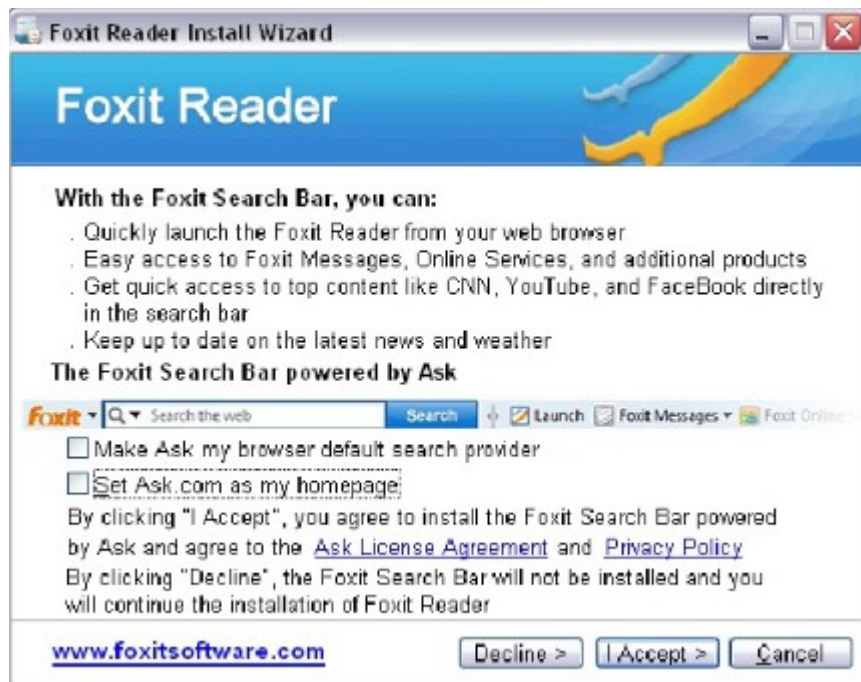 Foxit Reader Install Wizard
Foxit Reader
With the Foxit Search Bar, you can:
. Quickly launch the Foxit Reader from your web browser
. Easy access to Foxit Messages, Online Services, and additional products
. Get quick access to top content like CNN, YouTube, and FaceBook directly
in the search bar
. Keep up to date on the latest news and weather
The Foxit Search Bar powered by Ask
Foxit Search the web Search Launch Foxit Messages Foxit Online
Make Ask my browser default search provider
Set Ask.com as my homepage
By clicking "I Accept", you agree to install the Foxit Search Bar powered
by Ask and agree to the Ask License Agreement and Privacy Policy
By clicking "Decline", the Foxit Search Bar will not be installed and you
will continue the installation of Foxit Reader
www.foxitsoftware.com Decline > I Accept > Cancel